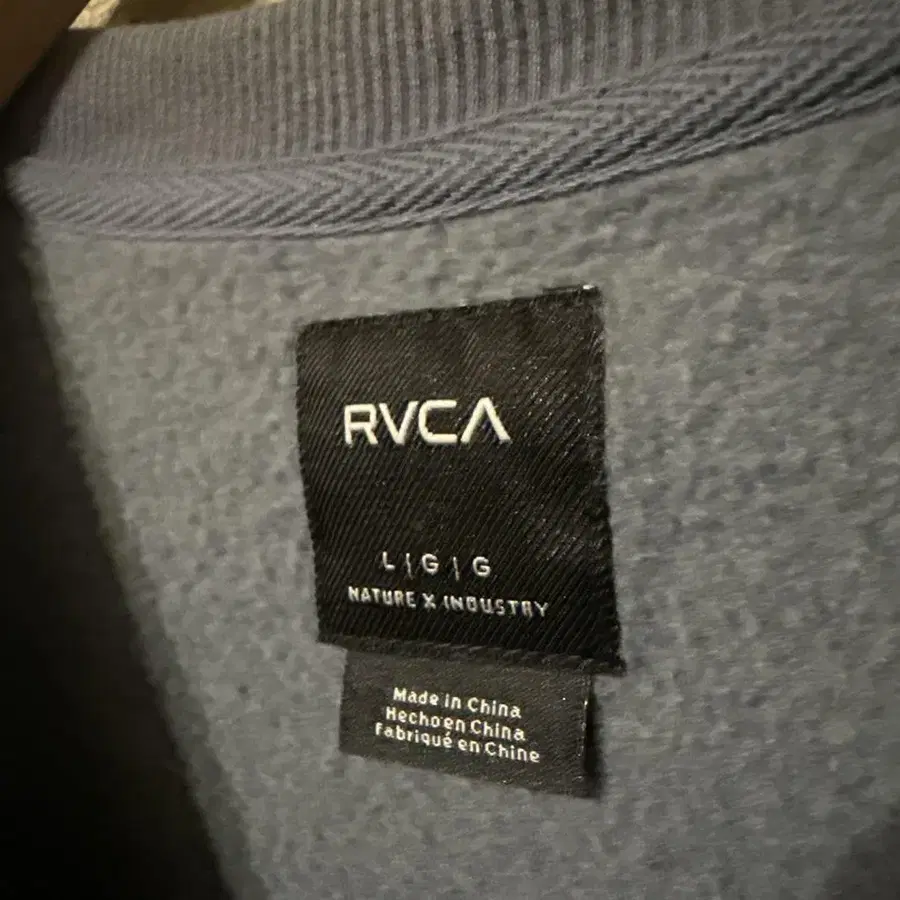 RVCA
L|G|G
NATURE X INDUSTRY
Made in China
Hecho en China
Fabriqué en Chine